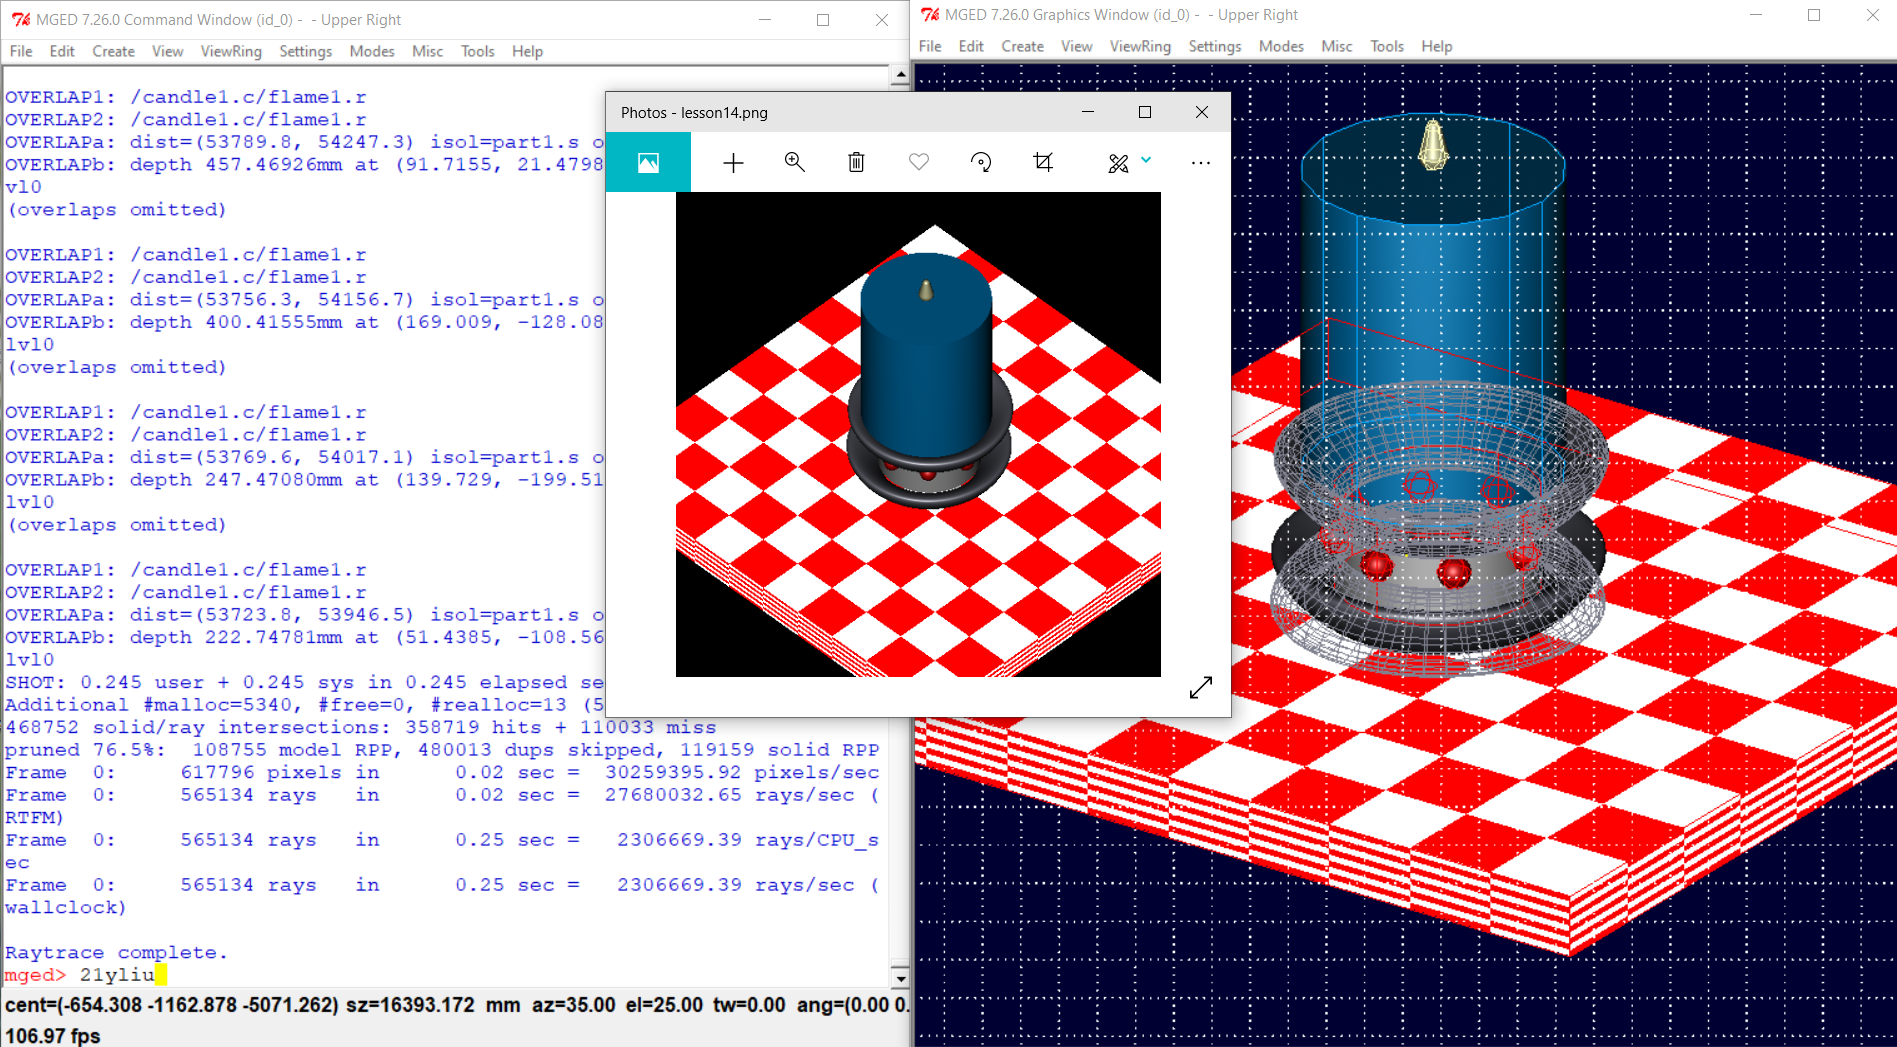 MGED 7.26.0 Command Window (id_0) - - Upper Right
File Edit Create View ViewRing Settings Modes Misc Tools Help
OVERLAP1: /candle1.c/flame1.r
OVERLAP2: /candle1.c/flame1.r
OVERLAPa: dist=(53789.8, 54247.3) isol=part1.s o
OVERLAPb: depth 457.46926mm at (91.7155, 21.4798
vl0
(overlaps omitted)
OVERLAP1: /candle1.c/flame1.r
OVERLAP2: /candle1.c/flame1.r
OVERLAPa: dist=(53756.3, 54156.7) isol=part1.s o
OVERLAPb: depth 400.41555mm at (169.009, -128.08
lvl0
(overlaps omitted)
OVERLAP1: /candle1.c/flame1.r
OVERLAP2: /candle1.c/flame1.r
OVERLAPa: dist=(53769.6, 54017.1) isol=part1.s o
OVERLAPb: depth 247.47080mm at (139.729, -199.51
lvl0
(overlaps omitted)
OVERLAP1: /candle1.c/flame1.r
OVERLAP2: /candle1.c/flame1.r
OVERLAPa: dist=(53723.8, 53946.5) isol=part1.s o
OVERLAPb: depth 222.74781mm at (51.4385, -108.56
lvl0
SHOT: 0.245 user + 0.245 sys in 0.245 elapsed se
Additional #malloc=5340, #free=0, #realloc=13 (5
468752 solid/ray intersections: 358719 hits + 110033 miss
pruned 76.5%: 108755 model RPP, 480013 dups skipped, 119159 solid RPP
Frame 0: 617796 pixels in 0.02 sec = 30259395.92 pixels/sec
Frame 0: 565134 rays in 0.02 sec = 27680032.65 rays/sec (
RTFM)
Frame 0: 565134 rays in 0.25 sec = 2306669.39 rays/CPU_s
ec
Frame 0: 565134 rays in 0.25 sec = 2306669.39 rays/sec (
wallclock)
Raytrace complete.
mged> 21yliu
cent=(-654.308 -1162.878 -5071.262) sz=16393.172 mm az=35.00 el=25.00 tw=0.00 ang=(0.00 0.
106.97 fps
Photos - lesson14.png
MGED 7.26.0 Graphics Window (id_0) - - Upper Right
File Edit Create View ViewRing Settings Modes Misc Tools Help